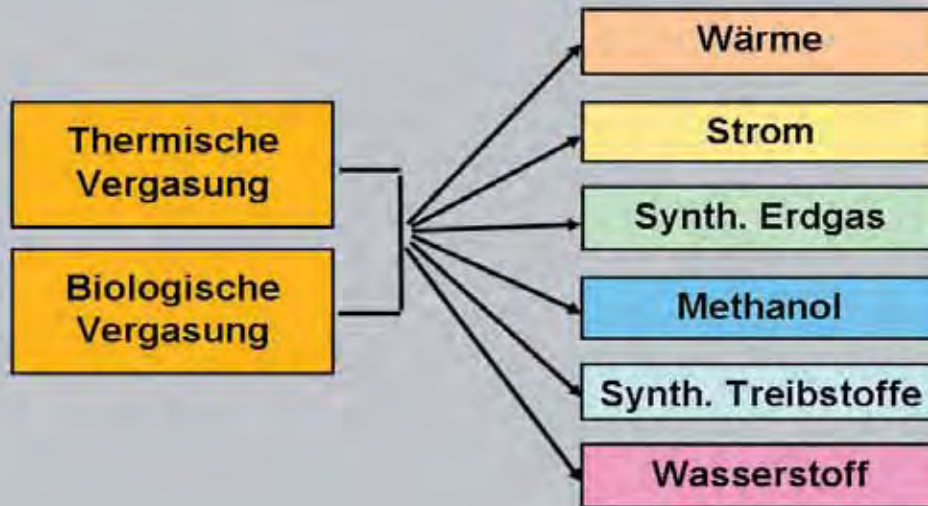 Thermische
Vergasung
Biologische
Vergasung
Wärme
Strom
Synth. Erdgas
Methanol
Synth. Treibstoffe
Wasserstoff